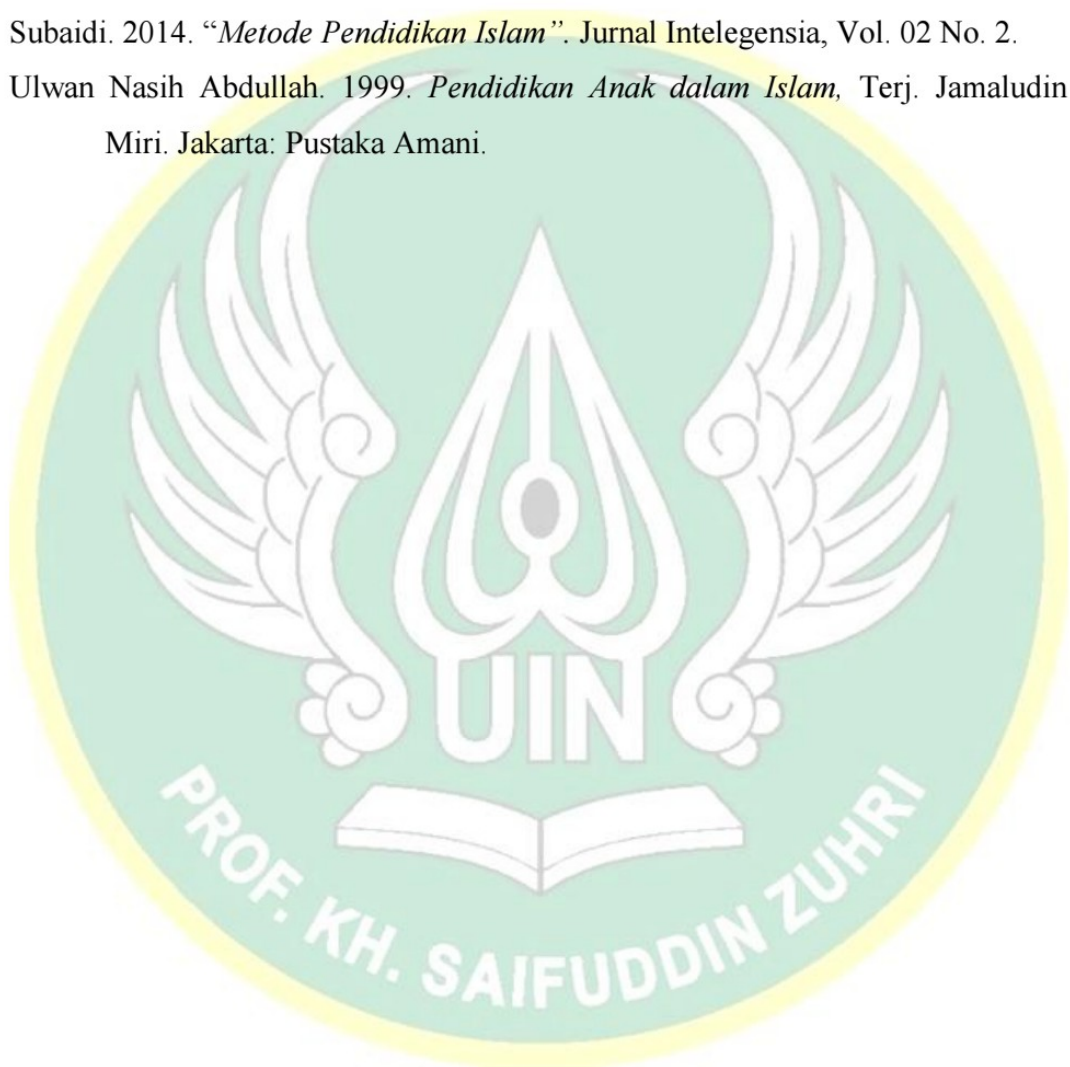 Subaidi. 2014. “Metode Pendidikan Islam”. Jurnal Intelegensia, Vol. 02 No. 2.
Ulwan Nasih Abdullah. 1999. Pendidikan Anak dalam Islam, Terj. Jamaludin
Miri. Jakarta: Pustaka Amani.
UIN
PROF. KH. SAIFUDDIN ZUHRI